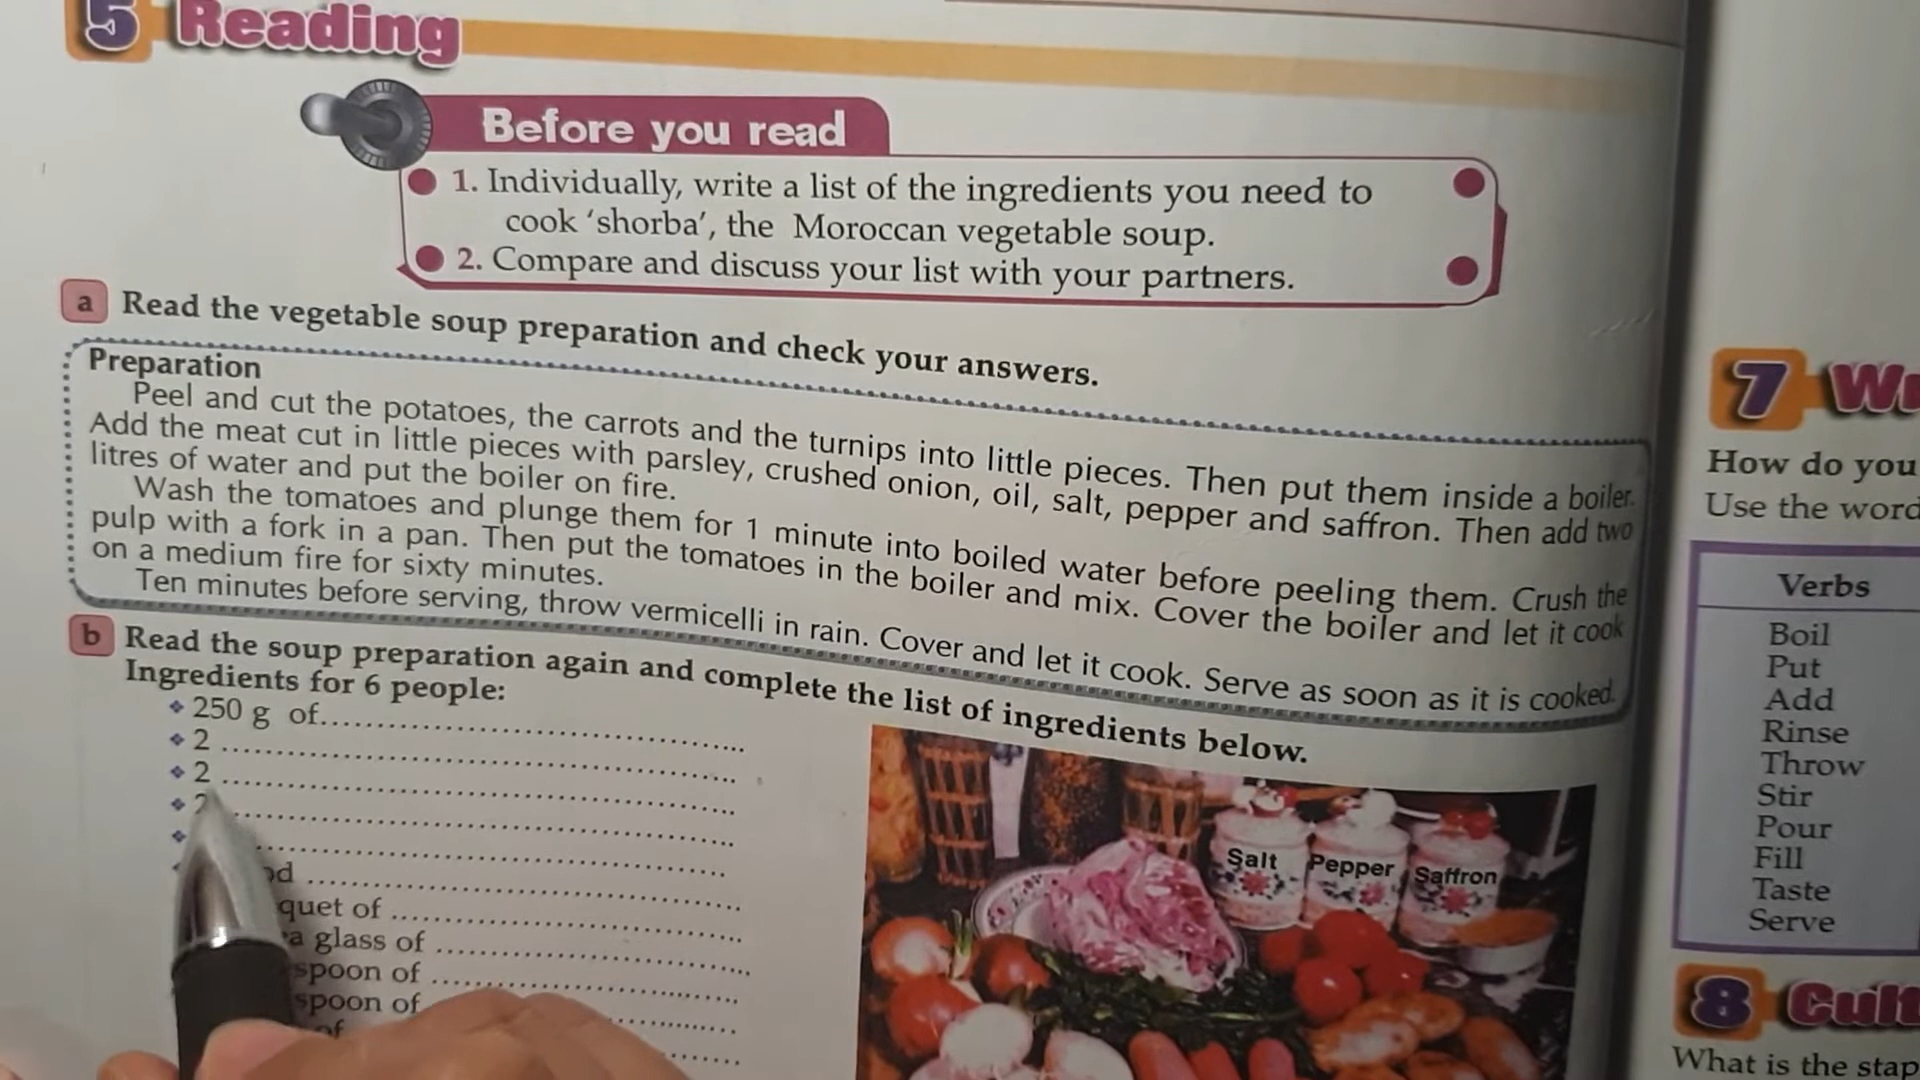 5 Reading
Before you read
1. Individually, write a list of the ingredients you need to
cook ‘shorba’, the Moroccan vegetable soup.
2. Compare and discuss your list with your partners.
a Read the vegetable soup preparation and check your answers.
Preparation
Peel and cut the potatoes, the carrots and the turnips into little pieces. Then put them inside a boiler.
Add the meat cut in little pieces with parsley, crushed onion, oil, salt, pepper and saffron. Then add two
litres of water and put the boiler on fire.
Wash the tomatoes and plunge them for 1 minute into boiled water before peeling them. Crush the
pulp with a fork in a pan. Then put the tomatoes in the boiler and mix. Cover the boiler and let it cook
on a medium fire for sixty minutes.
Ten minutes before serving, throw vermicelli in rain. Cover and let it cook. Serve as soon as it is cooked.
b Read the soup preparation again and complete the list of ingredients below.
Ingredients for 6 people:
250 g of
2
2
2
quet of
a glass of
spoon of
spoon of
of
Salt
Pepper
Saffron
7
How do you
Use the word
Verbs
Boil
Put
Add
Rinse
Throw
Stir
Pour
Fill
Taste
Serve
8 Cult
What is the stap